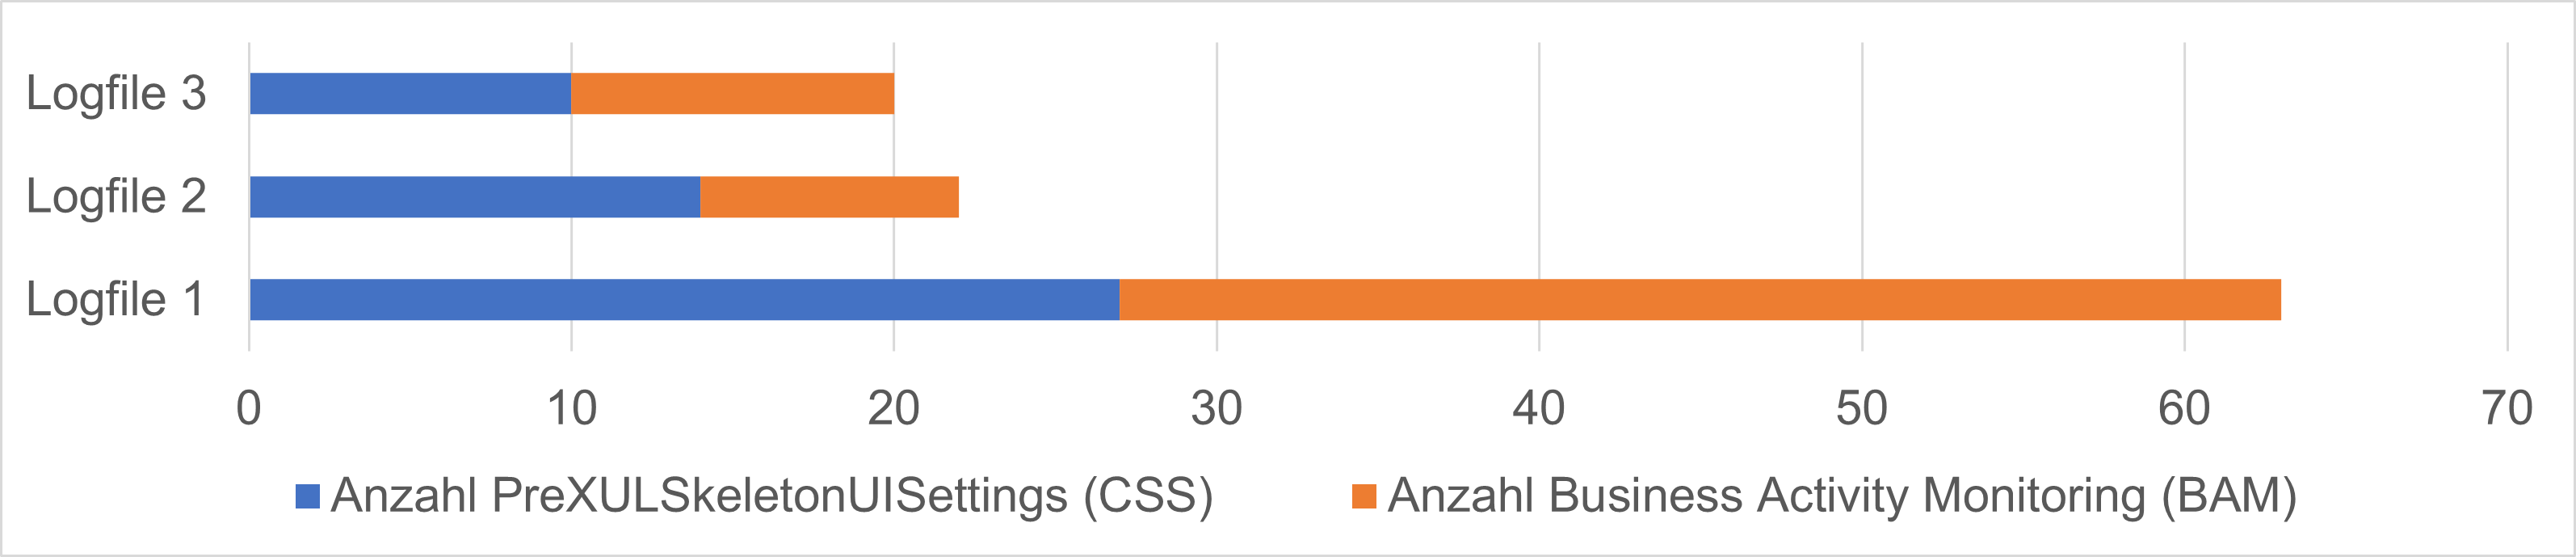 Logfile 3
Logfile 2
Logfile 1
0 10 20 30 40 50 60 70
Anzahl PreXULSkeletonUISettings (CSS) Anzahl Business Activity Monitoring (BAM)